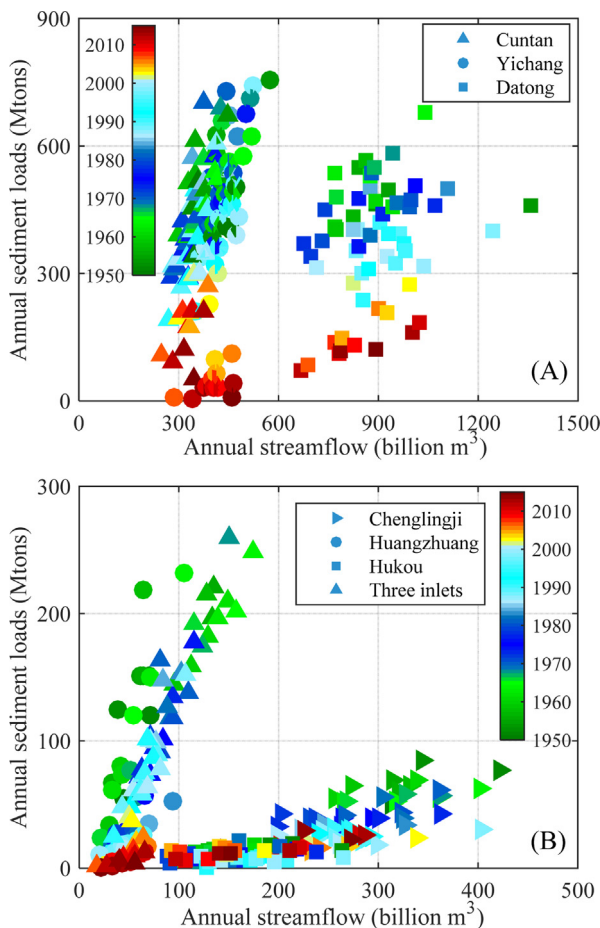 900
600
300
0
Annual sediment loads (Mtons)
2010
2000
1990
1980
1970
1960
1950
Cuntan
Yichang
Datong
(A)
0 300 600 900 1200 1500
Annual streamflow (billion m³)
300
200
100
0
Annual sediment loads (Mtons)
Chenglingji
Huangzhuang
Hukou
Three inlets
2010
2000
1990
1980
1970
1960
1950
(B)
0 100 200 300 400 500
Annual streamflow (billion m³)